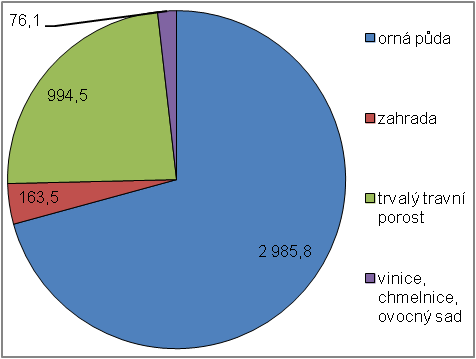 76,1
994,5
163,5
2 985,8
orná půda
zahrada
trvalý travní
porost
vinice,
chmelnice,
ovocný sad